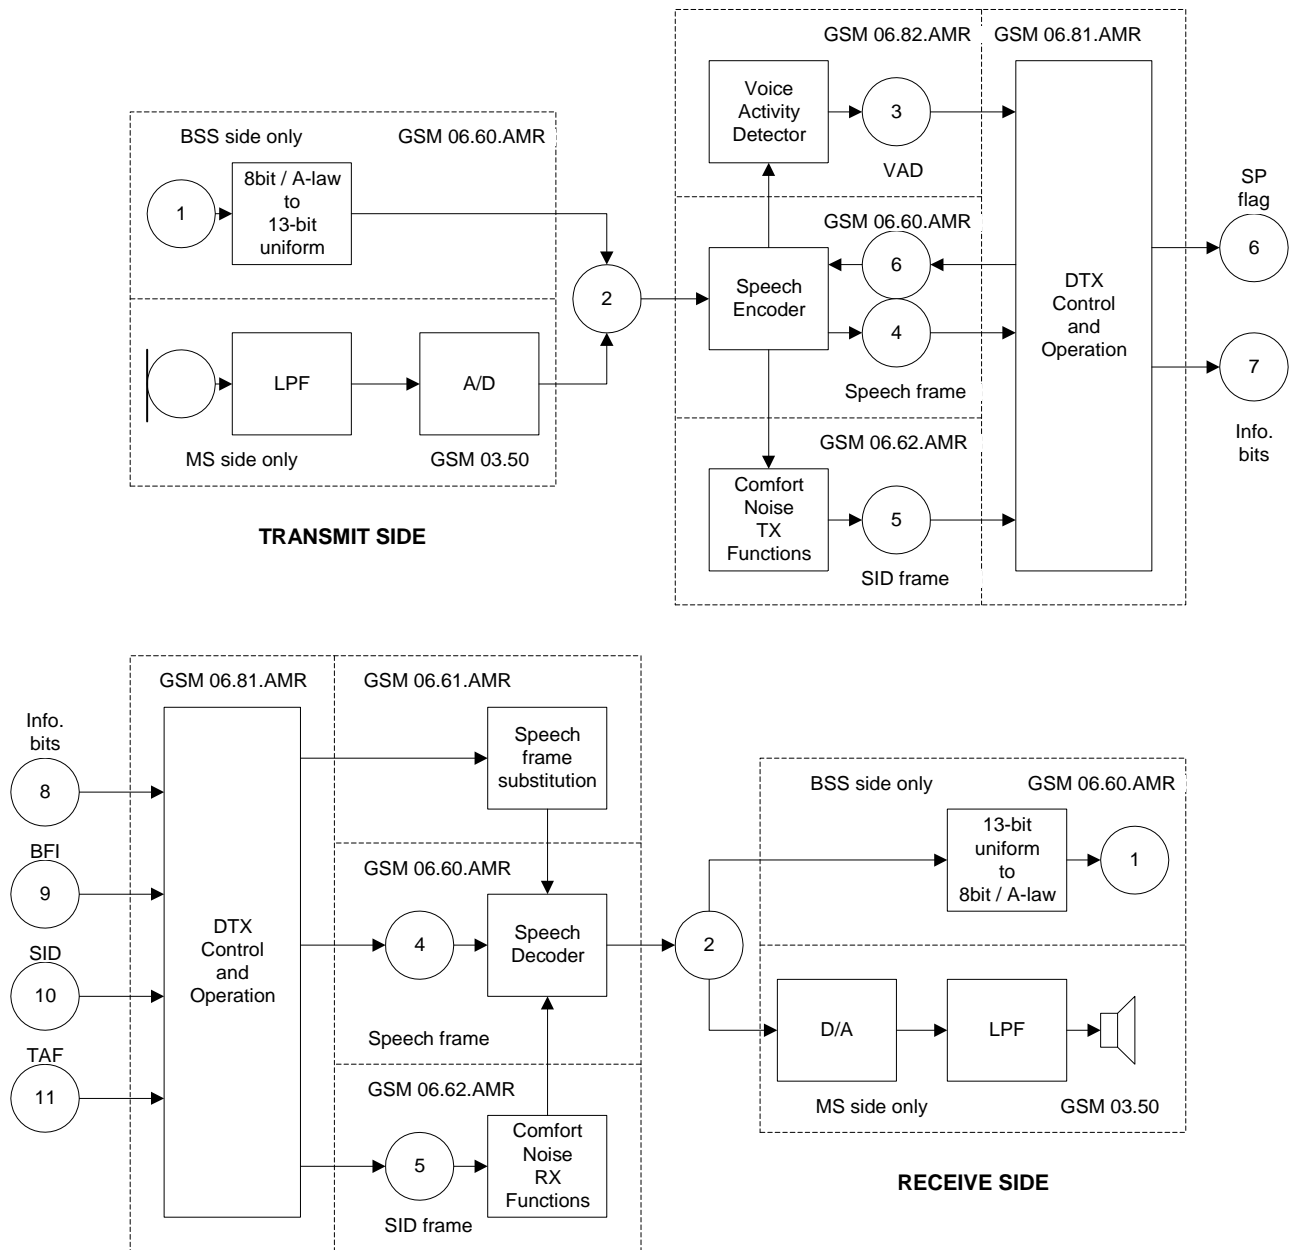 GSM 06.82.AMR
GSM 06.81.AMR
Voice
Activity
Detector
3
VAD
BSS side only
GSM 06.60.AMR
1
8bit / A-law
to
13-bit
uniform
2
GSM 06.60.AMR
Speech
Encoder
6
4
Speech frame
DTX
Control
and
Operation
SP
flag
6
7
Info.
bits
LPF
A/D
MS side only
GSM 03.50
GSM 06.62.AMR
Comfort
Noise
TX
Functions
5
SID frame
TRANSMIT SIDE
GSM 06.81.AMR
GSM 06.61.AMR
Info.
bits
8
BFI
9
SID
10
TAF
11
DTX
Control
and
Operation
Speech
frame
substitution
GSM 06.60.AMR
4
Speech
Decoder
Speech frame
GSM 06.62.AMR
5
Comfort
Noise
RX
Functions
SID frame
2
BSS side only
GSM 06.60.AMR
13-bit
uniform
to
8bit / A-law
1
D/A
LPF
MS side only
GSM 03.50
RECEIVE SIDE